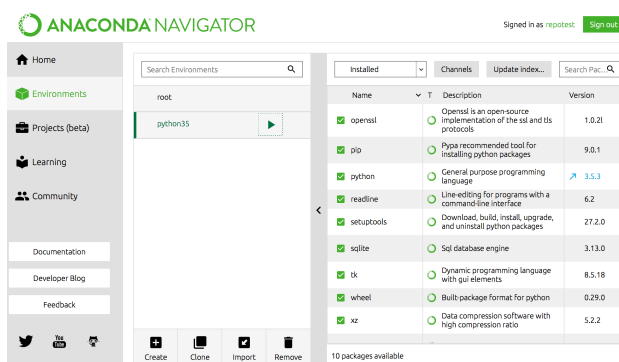 ANACONDA NAVIGATOR
Signed in as repotest
Sign out
Home
Environments
Projects (beta)
Learning
Community
Documentation
Developer Blog
Feedback
You
Tube
Search Environments
root
python35
Create
Clone
Import
Remove
Installed
Channels
Update index...
Search Pac...
Name
T
Description
Version
openssl
Openssl is an open-source
implementation of the ssl and tls
protocols
1.0.2l
pip
Pypa recommended tool for
installing python packages
9.0.1
python
General purpose programming
language
3.5.3
readline
Line-editing for programs with a
command-line interface
6.2
setuptools
Download, build, install, upgrade,
and uninstall python packages
27.2.0
sqlite
Sql database engine
3.13.0
tk
Dynamic programming language
with gui elements
8.5.18
wheel
Built-package format for python
0.29.0
xz
Data compression software with
high compression ratio
5.2.2
10 packages available